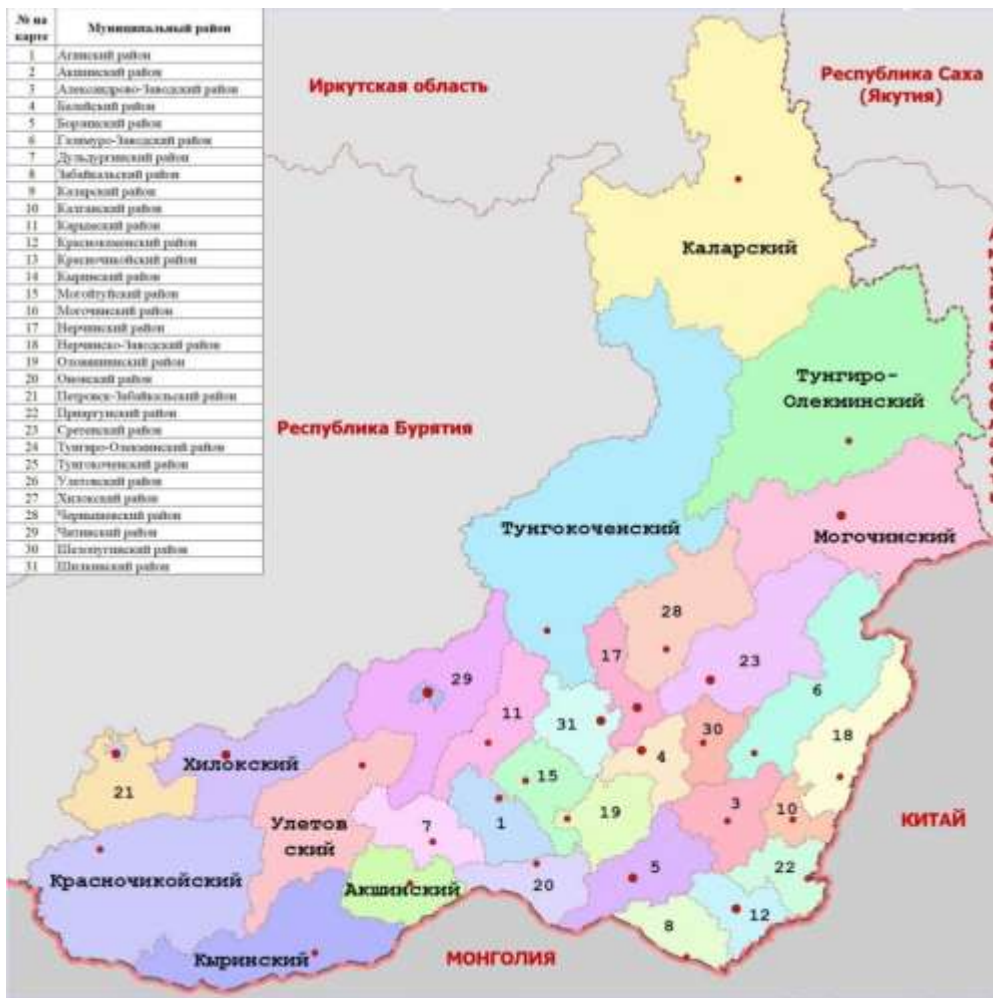 № на
карте
Муниципальный район
1 Агинский район
2 Акшинский район
3 Александрово-Заводский район
4 Балейский район
5 Борзинский район
6 Газимуро-Заводский район
7 Дульдургинский район
8 Забайкальский район
9 Каларский район
10 Калганский район
11 Карымский район
12 Краснокаменский район
13 Красночикойский район
14 Кыринский район
15 Могойтуйский район
16 Могочинский район
17 Нерчинский район
18 Нерчинско-Заводский район
19 Оловяннинский район
20 Ононский район
21 Петровск-Забайкальский район
22 Приаргунский район
23 Сретенский район
24 Тунгиро-Олекминский район
25 Тунгокоченский район
26 Улетовский район
27 Хилокский район
28 Чернышевский район
29 Читинский район
30 Шелопугинский район
31 Шилкинский район
Иркутская область
Республика Саха
(Якутия)
Каларский
Тунгиро-
Олекминский
Республика Бурятия
Тунгокоченский
Могочинский
28
17
23
29
6
11
31
30
18
4
Хилокский
21
15
19
3
10
1
7
Улетов
ский
КИТАЙ
Красночикойский
Акшинский
20
5
22
8
12
Кыринский
МОНГОЛИЯ